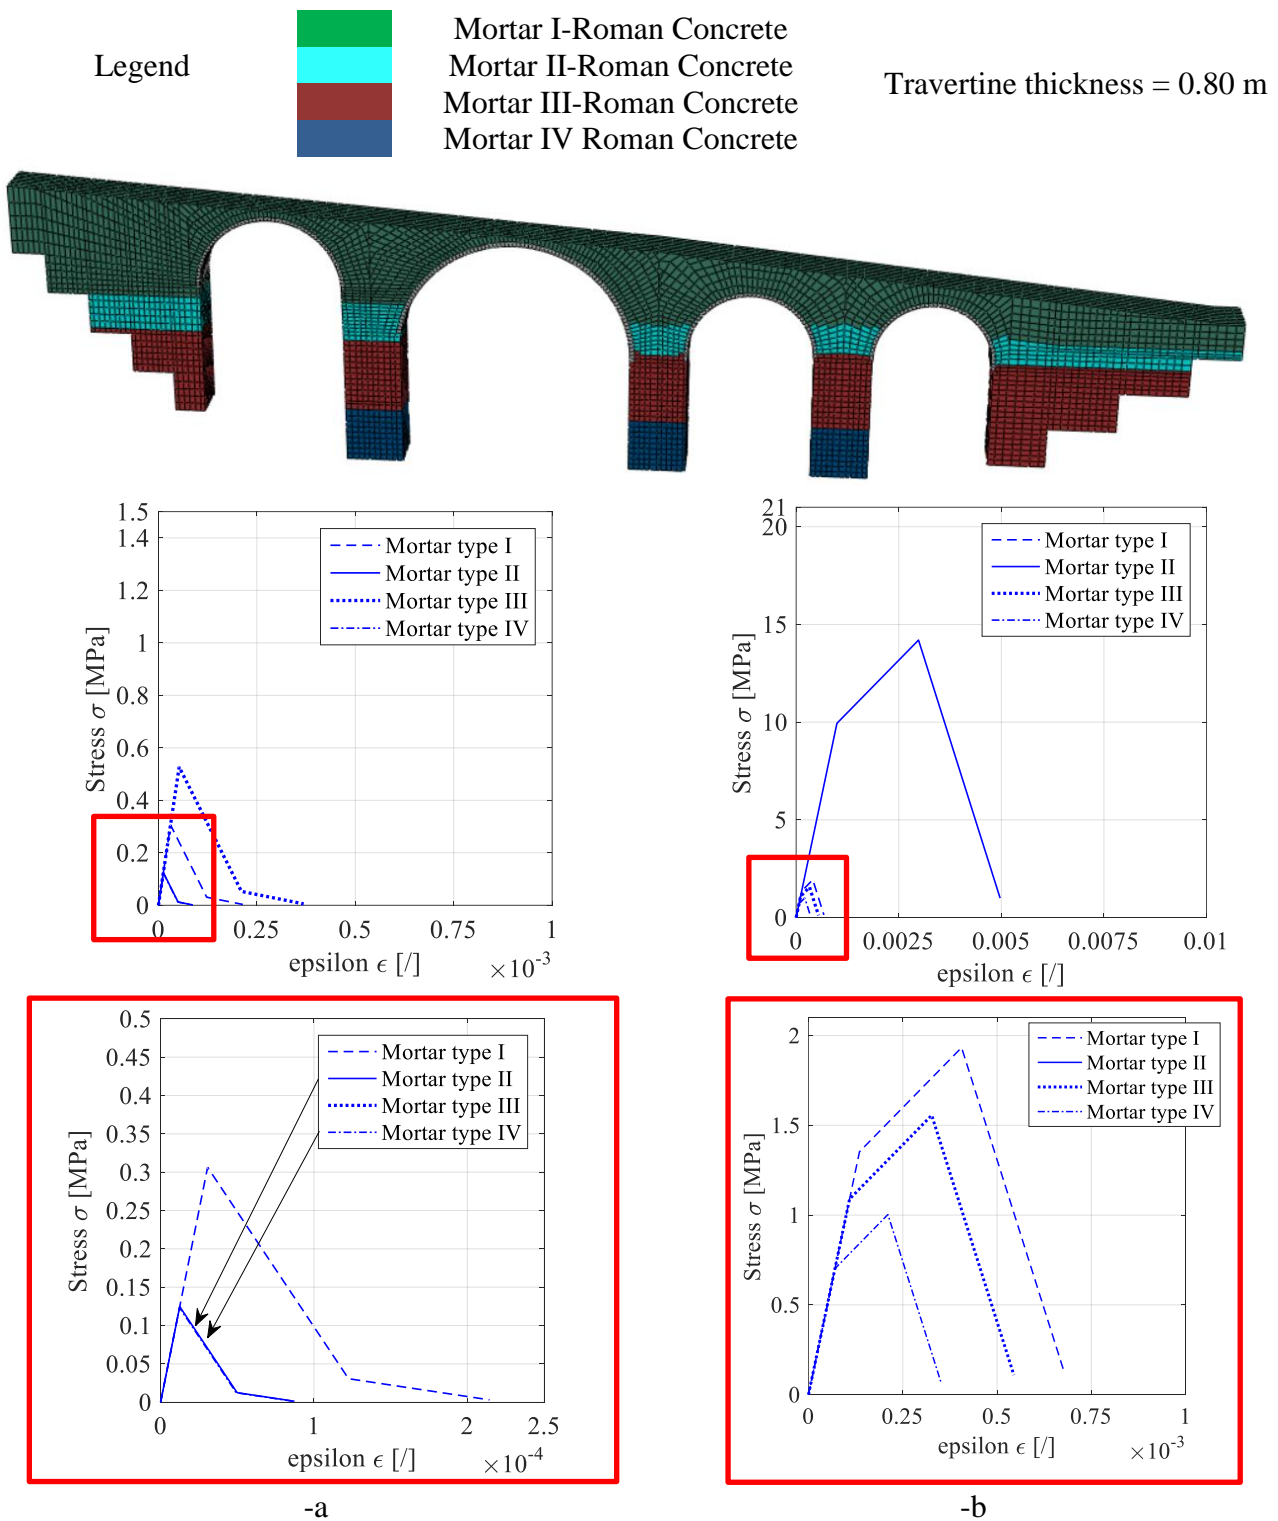 Legend
Mortar I-Roman Concrete
Mortar II-Roman Concrete
Mortar III-Roman Concrete
Mortar IV Roman Concrete
Travertine thickness = 0.80 m
1.5
1.4
1.2
1
0.8
0.6
0.4
0.2
0
Stress σ [MPa]
Mortar type I
Mortar type II
Mortar type III
Mortar type IV
0 0.25 0.5 0.75 1
epsilon ϵ [/] ×10⁻³
21
20
15
10
5
0
Stress σ [MPa]
Mortar type I
Mortar type II
Mortar type III
Mortar type IV
0 0.0025 0.005 0.0075 0.01
epsilon ϵ [/]
0.5
0.45
0.4
0.35
0.3
0.25
0.2
0.15
0.1
0.05
0
Stress σ [MPa]
Mortar type I
Mortar type II
Mortar type III
Mortar type IV
0 1 2 2.5
epsilon ϵ [/] ×10⁻⁴
-a
2
1.5
1
0.5
0
Stress σ [MPa]
Mortar type I
Mortar type II
Mortar type III
Mortar type IV
0 0.25 0.5 0.75 1
epsilon ϵ [/] ×10⁻³
-b